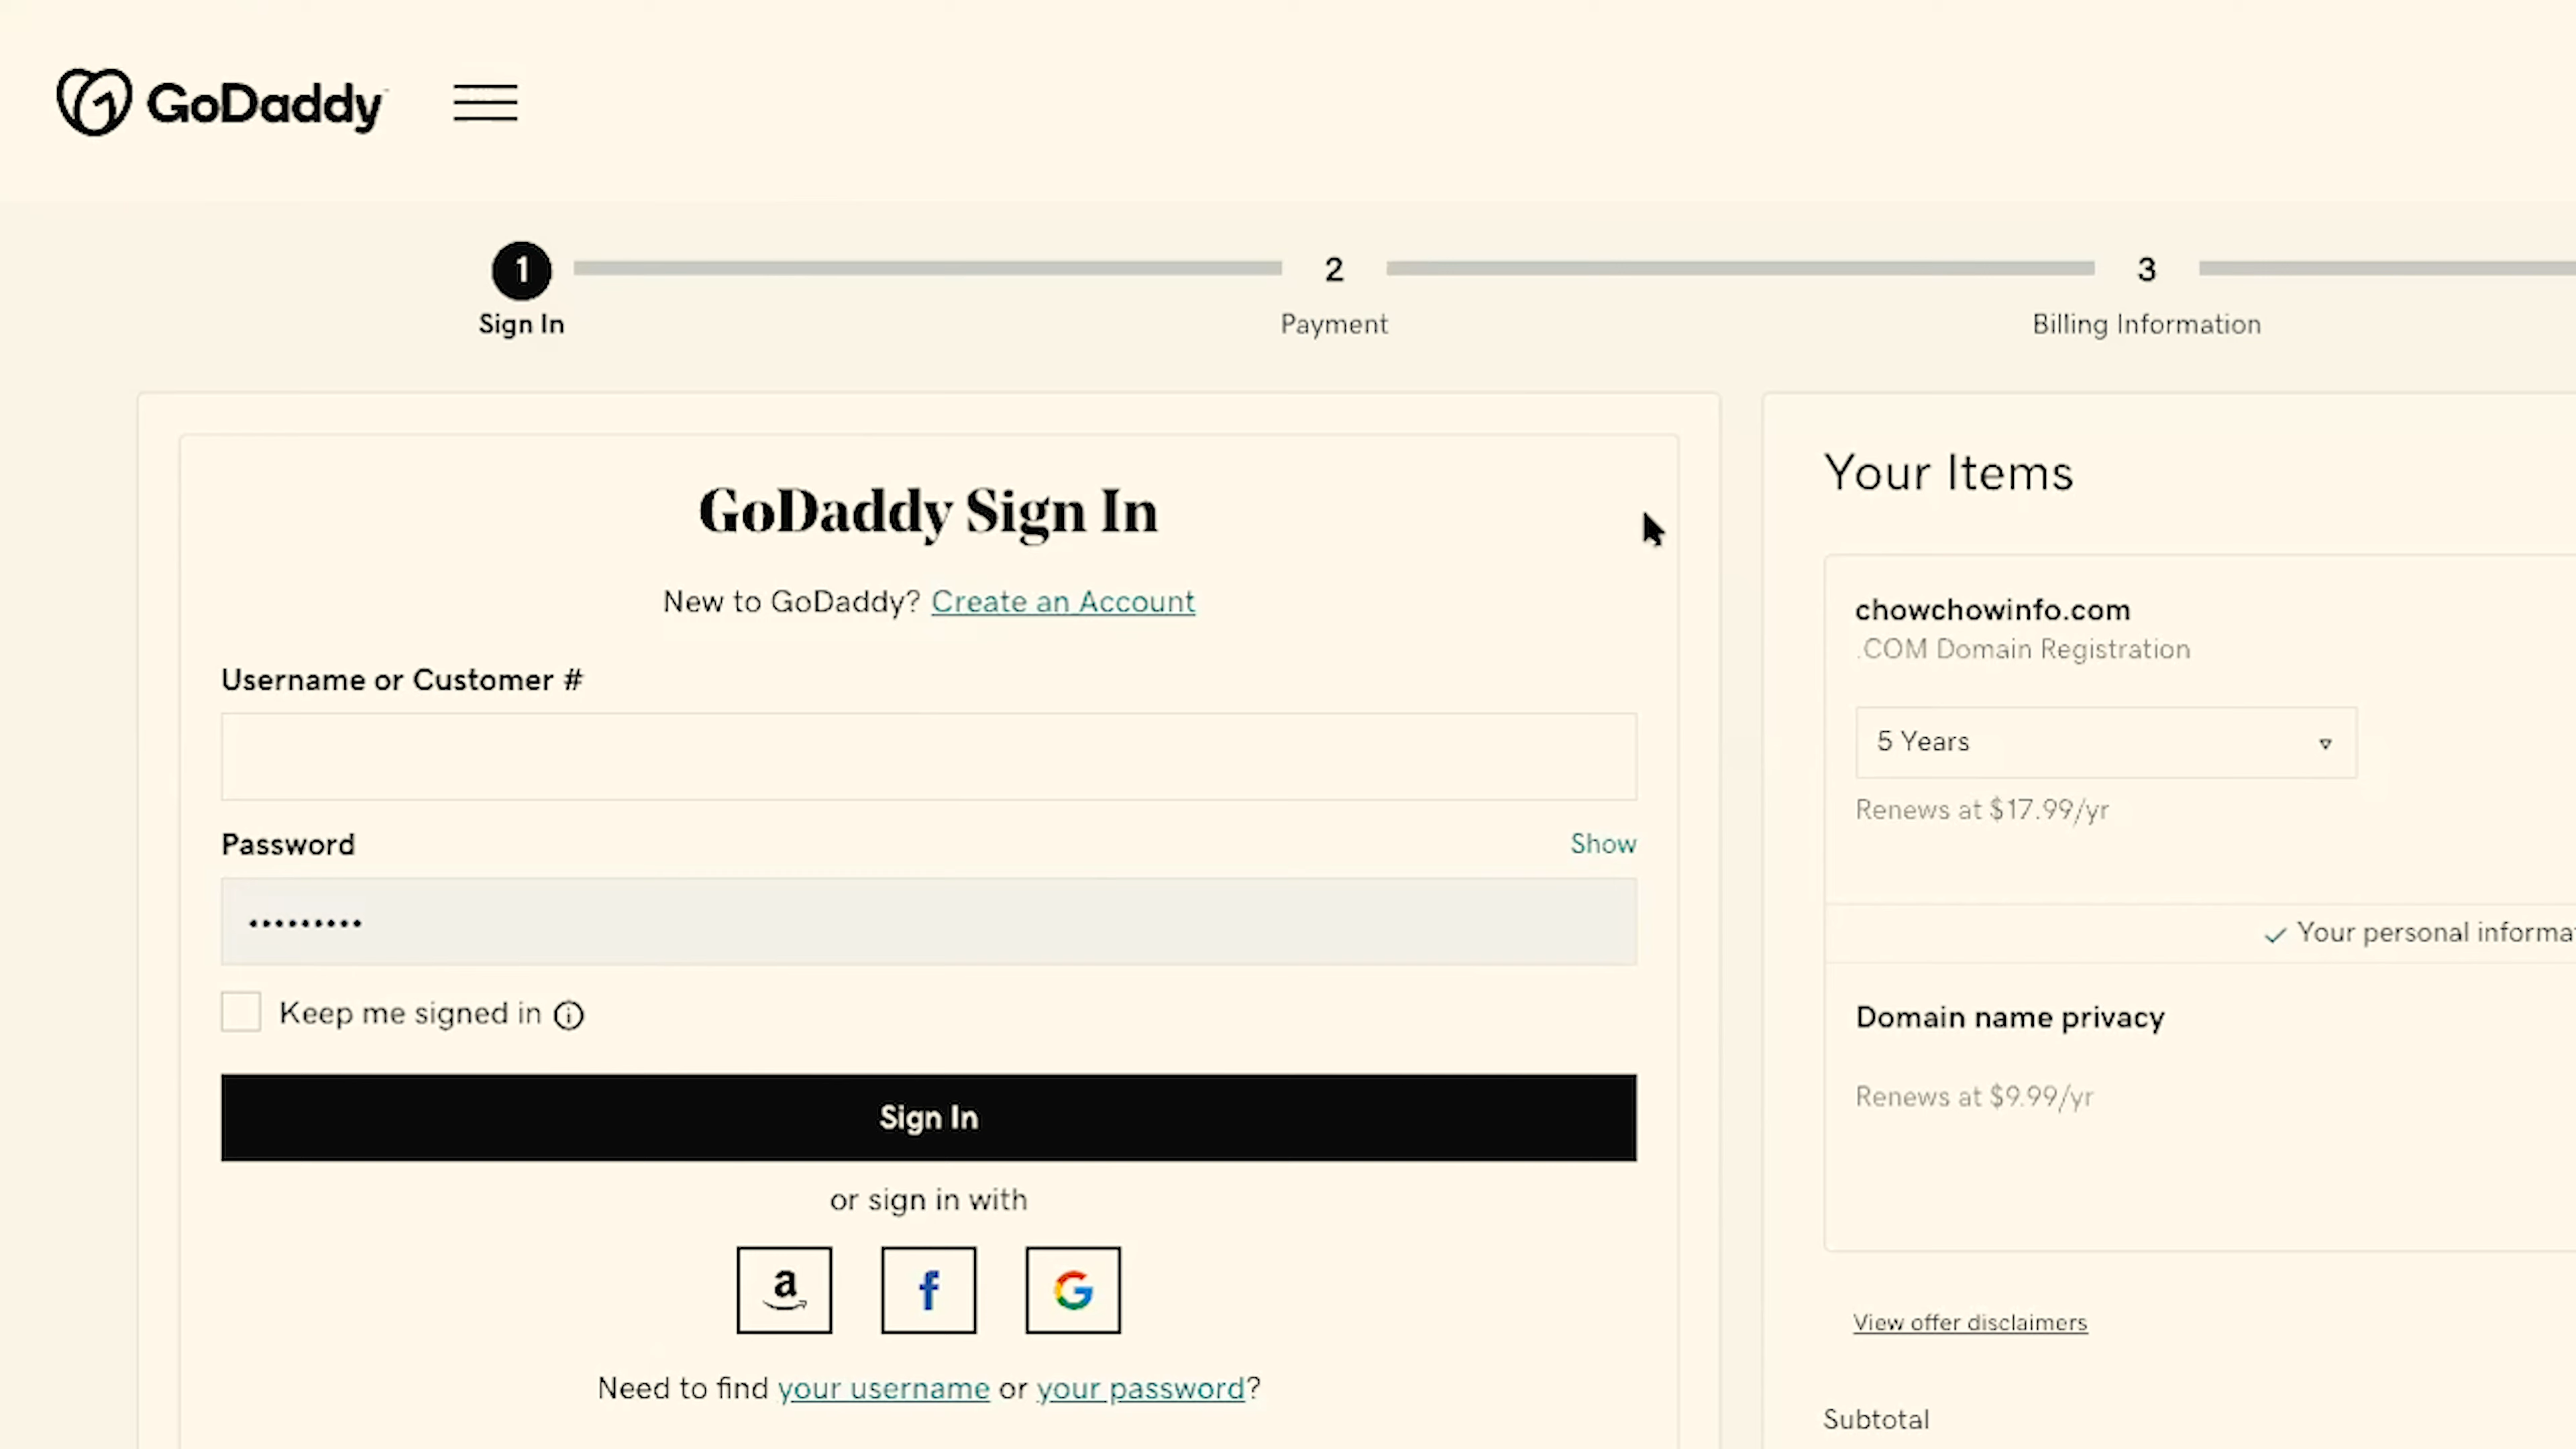 GoDaddy
1
2
3
Sign In
Payment
Billing Information
GoDaddy Sign In
New to GoDaddy? Create an Account
Username or Customer #
Password
Show
•••••••••
Keep me signed in
Sign In
or sign in with
Need to find your username or your password?
Your Items
chowchowinfo.com
.COM Domain Registration
5 Years
Renews at $17.99/yr
Your personal informa
Domain name privacy
Renews at $9.99/yr
View offer disclaimers
Subtotal